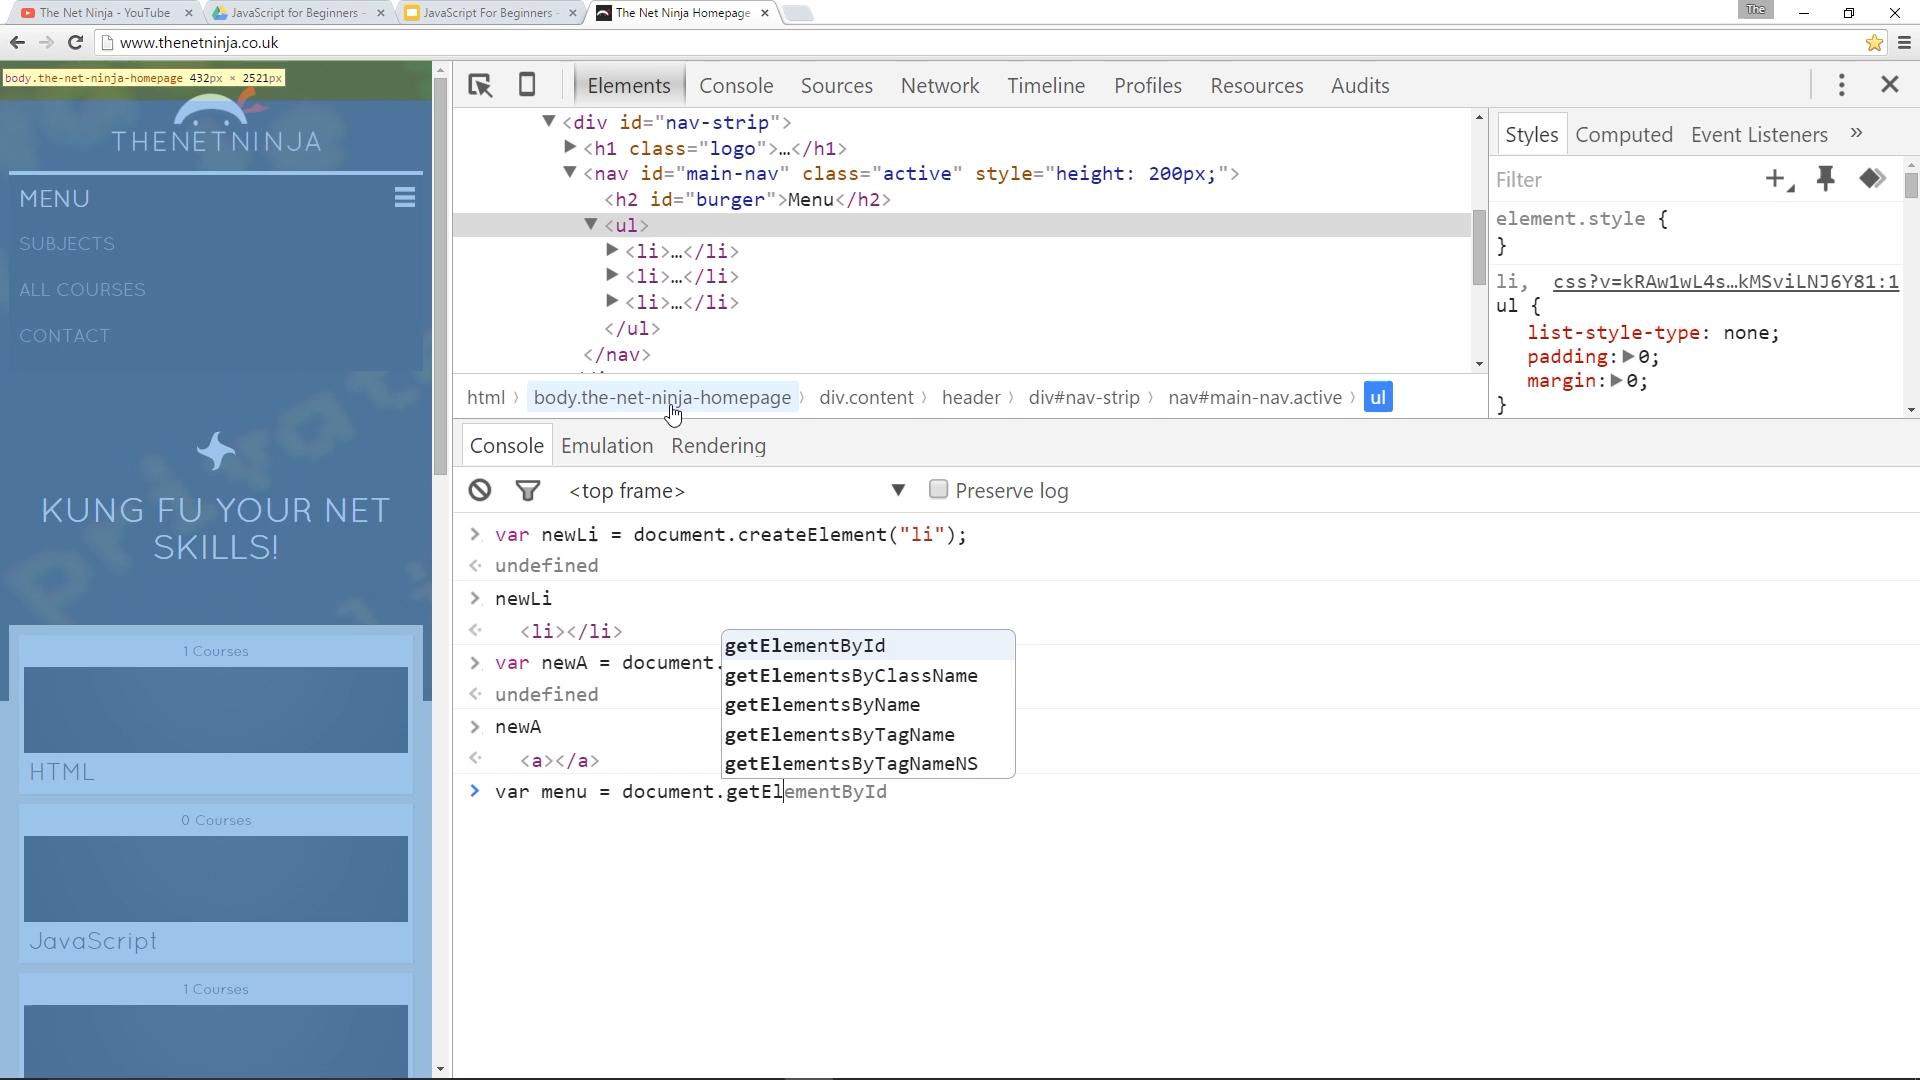 The Net Ninja - YouTube
JavaScript for Beginners -
JavaScript For Beginners -
The Net Ninja Homepage
The
www.thenetninja.co.uk
body.the-net-ninja-homepage 432px × 2521px
THENETNINJA
MENU
SUBJECTS
ALL COURSES
CONTACT
KUNG FU YOUR NET
SKILLS!
1 Courses
HTML
0 Courses
JavaScript
1 Courses
Elements Console Sources Network Timeline Profiles Resources Audits
<div id="nav-strip">
<h1 class="logo">…</h1>
<nav id="main-nav" class="active" style="height: 200px;">
<h2 id="burger">Menu</h2>
<ul>
<li>…</li>
<li>…</li>
<li>…</li>
</ul>
</nav>
html body.the-net-ninja-homepage div.content header div#nav-strip nav#main-nav.active ul
Styles Computed Event Listeners »
Filter
element.style {
}
li, css?v=kRAw1wL4s…kMSviLNJ6Y81:1
ul {
list-style-type: none;
padding:▶0;
margin:▶0;
}
Console Emulation Rendering
<top frame> ▼ Preserve log
> var newLi = document.createElement("li");
undefined
> newLi
<li></li>
> var newA = document.
undefined
> newA
<a></a>
getElementById
getElementsByClassName
getElementsByName
getElementsByTagName
getElementsByTagNameNS
> var menu = document.getElementById